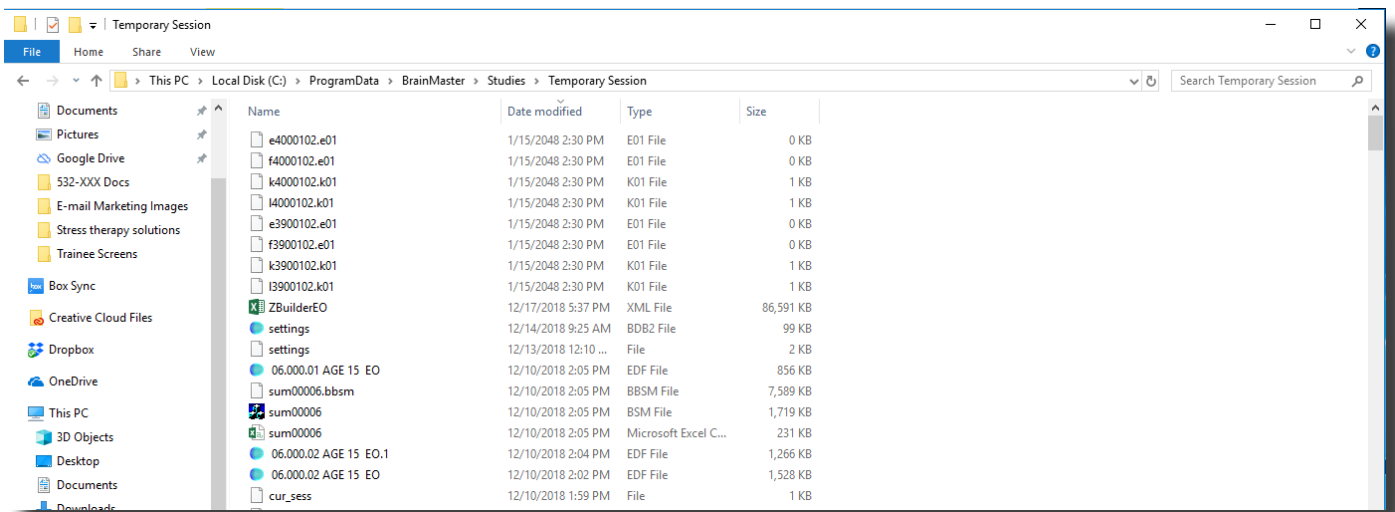 Temporary Session
File Home Share View
This PC > Local Disk (C:) > ProgramData > BrainMaster > Studies > Temporary Session
Search Temporary Session
Documents
Pictures
Google Drive
532-XXX Docs
E-mail Marketing Images
Stress therapy solutions
Trainee Screens
box Box Sync
Creative Cloud Files
Dropbox
OneDrive
This PC
3D Objects
Desktop
Documents
Downloads
Name Date modified Type Size
e4000102.e01 1/15/2048 2:30 PM E01 File 0 KB
f4000102.e01 1/15/2048 2:30 PM E01 File 0 KB
k4000102.k01 1/15/2048 2:30 PM K01 File 1 KB
l4000102.k01 1/15/2048 2:30 PM K01 File 1 KB
e3900102.e01 1/15/2048 2:30 PM E01 File 0 KB
f3900102.e01 1/15/2048 2:30 PM E01 File 0 KB
k3900102.k01 1/15/2048 2:30 PM K01 File 1 KB
l3900102.k01 1/15/2048 2:30 PM K01 File 1 KB
ZBuilderEO 12/17/2018 5:37 PM XML File 86,591 KB
settings 12/14/2018 9:25 AM BDB2 File 99 KB
settings 12/13/2018 12:10 ... File 2 KB
06.000.01 AGE 15 EO 12/10/2018 2:05 PM EDF File 856 KB
sum00006.bbsm 12/10/2018 2:05 PM BBSM File 7,589 KB
sum00006 12/10/2018 2:05 PM BSM File 1,719 KB
sum00006 12/10/2018 2:05 PM Microsoft Excel C... 231 KB
06.000.02 AGE 15 EO.1 12/10/2018 2:04 PM EDF File 1,266 KB
06.000.02 AGE 15 EO 12/10/2018 2:02 PM EDF File 1,528 KB
cur_sess 12/10/2018 1:59 PM File 1 KB